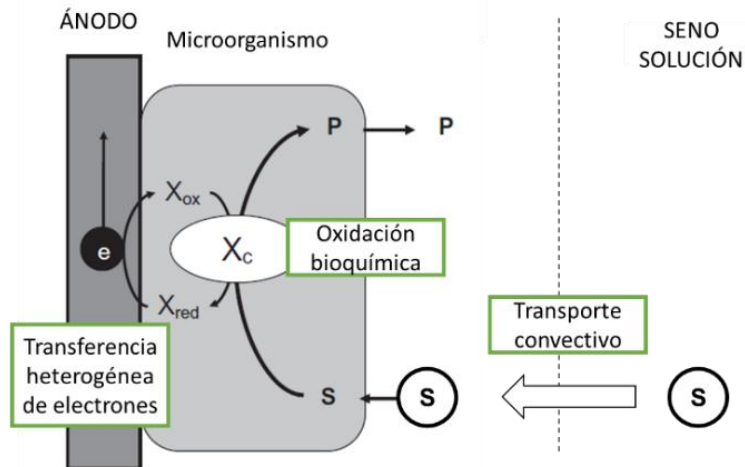 ÁNODO
Microorganismo
SENO
SOLUCIÓN
P
P
Xox
e
Xc
Oxidación
bioquímica
Xred
Transferencia
heterogénea
de electrones
Transporte
convectivo
S
S
S